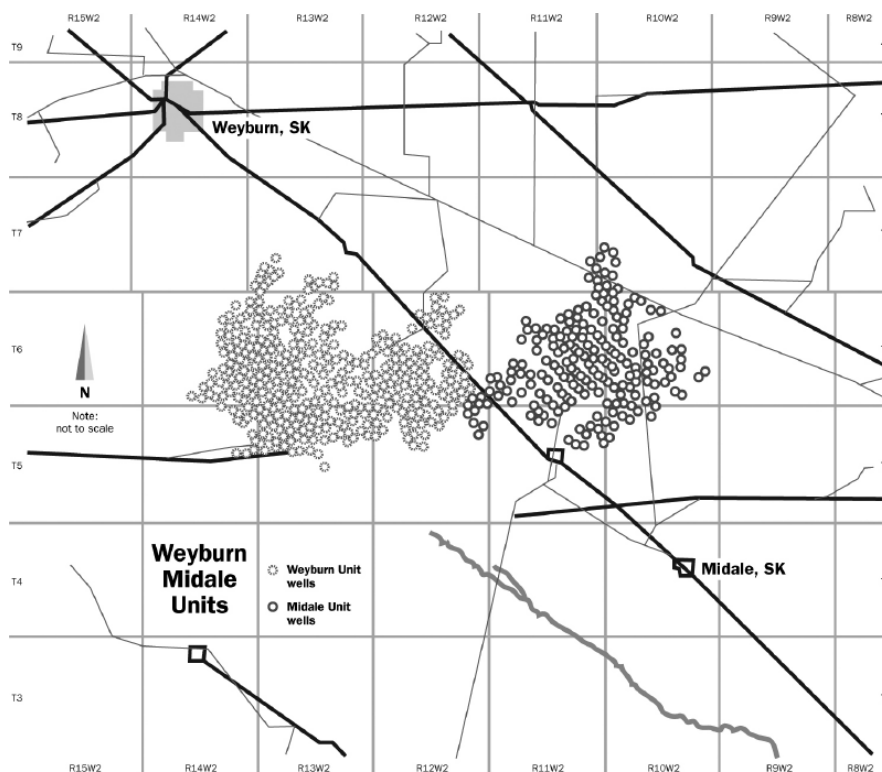 R15W2 R14W2 R13W2 R12W2 R11W2 R10W2 R9W2 R8W2
T9
T8
Weyburn, SK
T7
T6
N
Note:
not to scale
T5
Weyburn
Midale
Units
Weyburn Unit
wells
Midale Unit
wells
T4
Midale, SK
T3
R15W2 R14W2 R13W2 R12W2 R11W2 R10W2 R9W2 R8W2